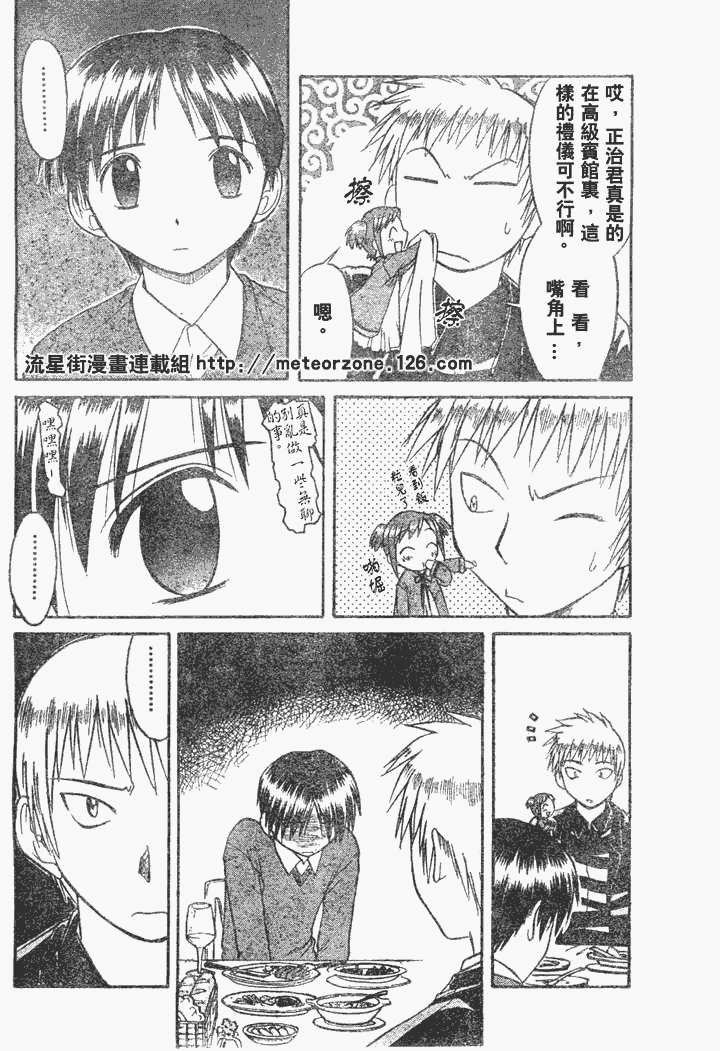 哎，正治君真是的
在高級賓館裏，這
樣的禮儀可不行啊。
看看，
嘴角上…
擦
擦
嗯。
…………
流星街漫畫連載組 http://meteorzone.126.com
看到飯
粒兒了
啪堀
真是
別亂做一些無聊
的事。
嘿嘿嘿！
…………
…………